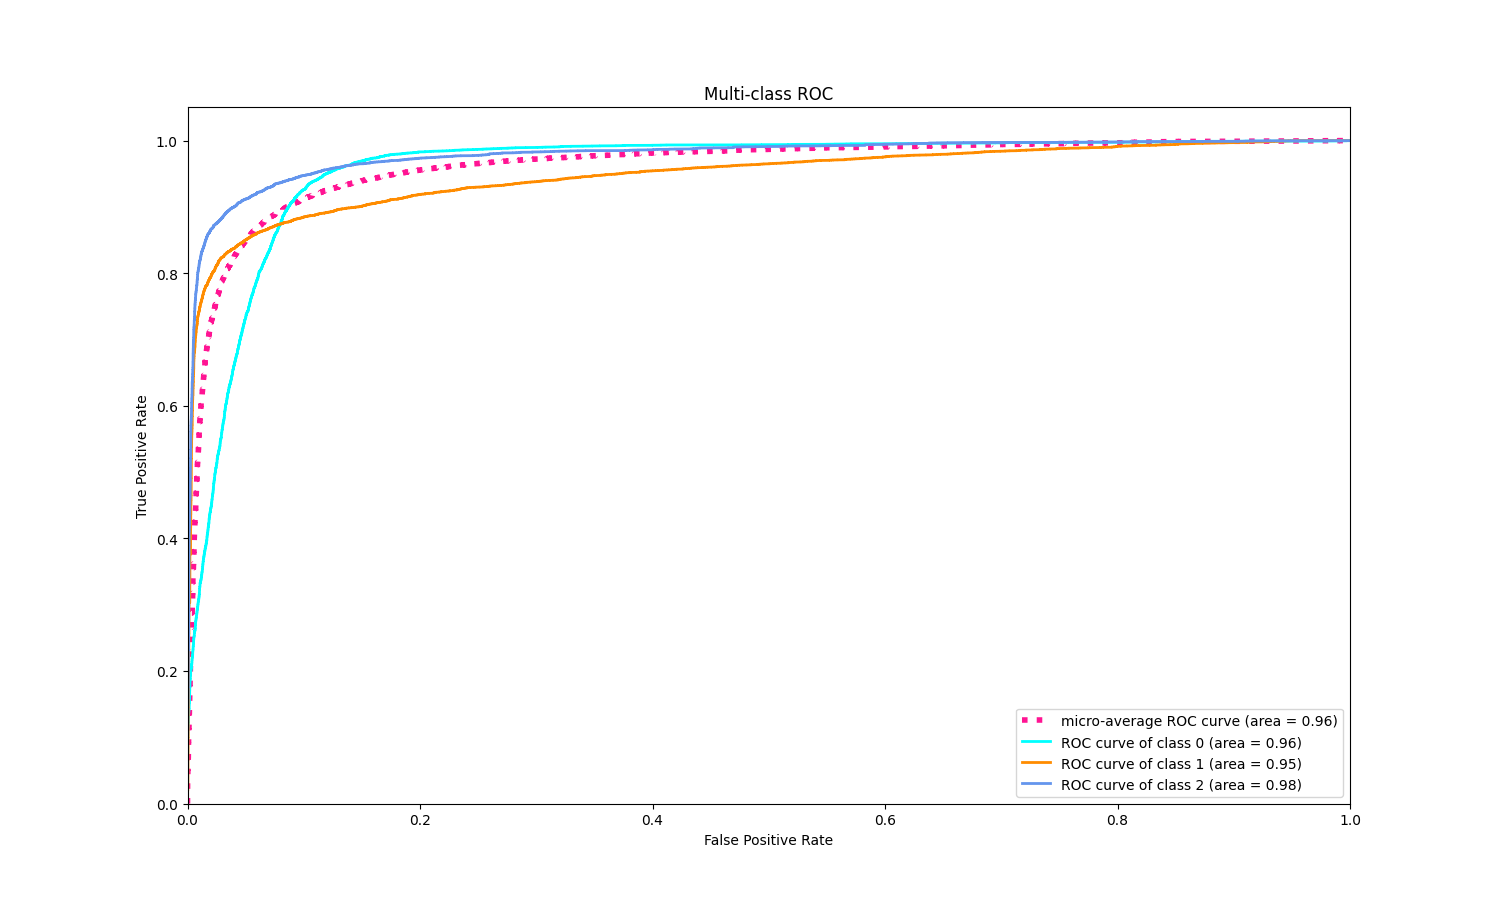 Multi-class ROC
1.0
0.8
0.6
0.4
0.2
0.0
True Positive Rate
0.0 0.2 0.4 0.6 0.8 1.0
False Positive Rate
micro-average ROC curve (area = 0.96)
ROC curve of class 0 (area = 0.96)
ROC curve of class 1 (area = 0.95)
ROC curve of class 2 (area = 0.98)